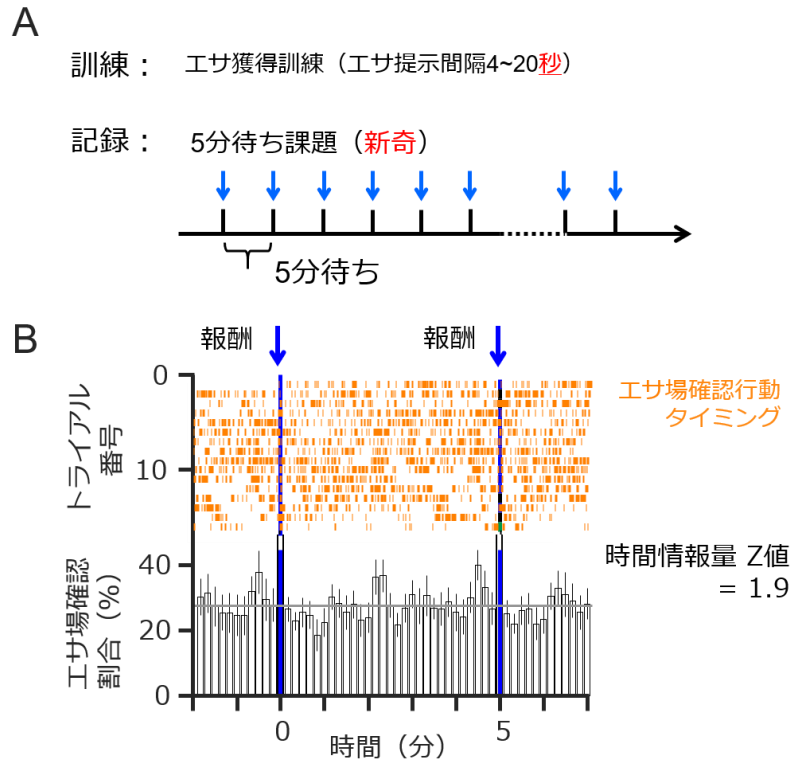 A
訓練： エサ獲得訓練（エサ提示間隔4~20秒）
記録： 5分待ち課題（新奇）
5分待ち
B
報酬
報酬
0
10
トライアル
番号
エサ場確認行動
タイミング
40
20
0
エサ場確認
割合（%）
時間情報量 Z値
= 1.9
0
5
時間（分）